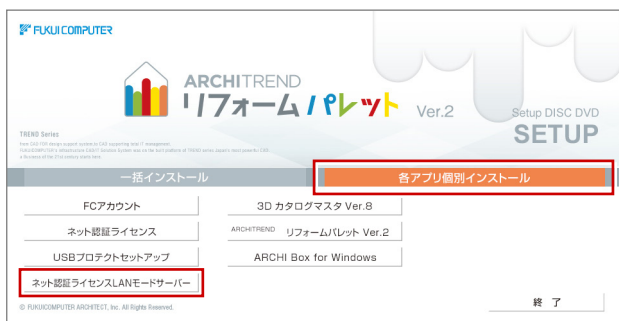 FUKUI COMPUTER
ARCHITREND
リフォームパレット Ver.2
Setup DISC DVD
SETUP
TREND Series
一括インストール
各アプリ個別インストール
FCアカウント
3D カタログマスタ Ver.8
ネット認証ライセンス
ARCHITREND リフォームパレット Ver.2
USBプロテクトセットアップ
ARCHI Box for Windows
ネット認証ライセンスLANモードサーバー
© FUKUICOMPUTER ARCHITECT, Inc. All Rights Reserved.
終 了